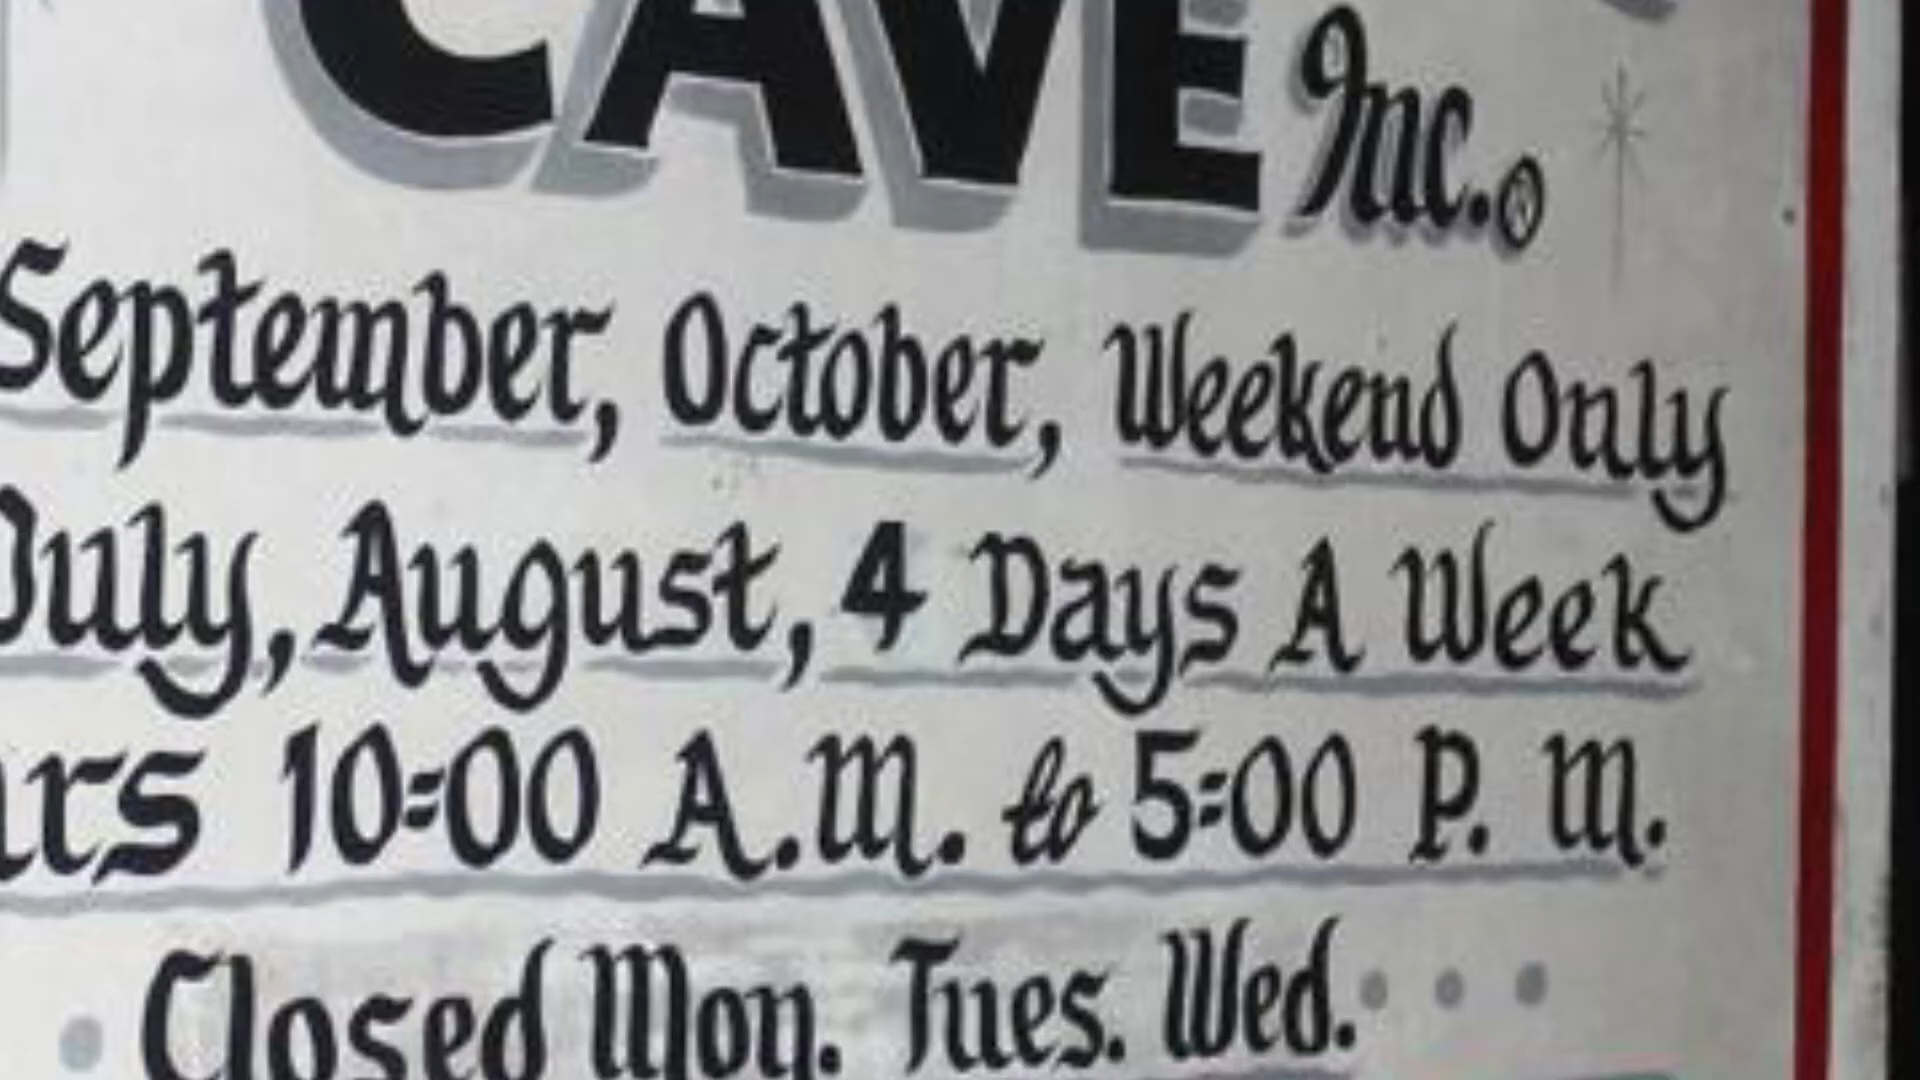 CAVE Inc.®
September, October, Weekend Only
July, August, 4 Days A Week
10:00 A.M. to 5:00 P. M.
Closed Mon. Tues. Wed.